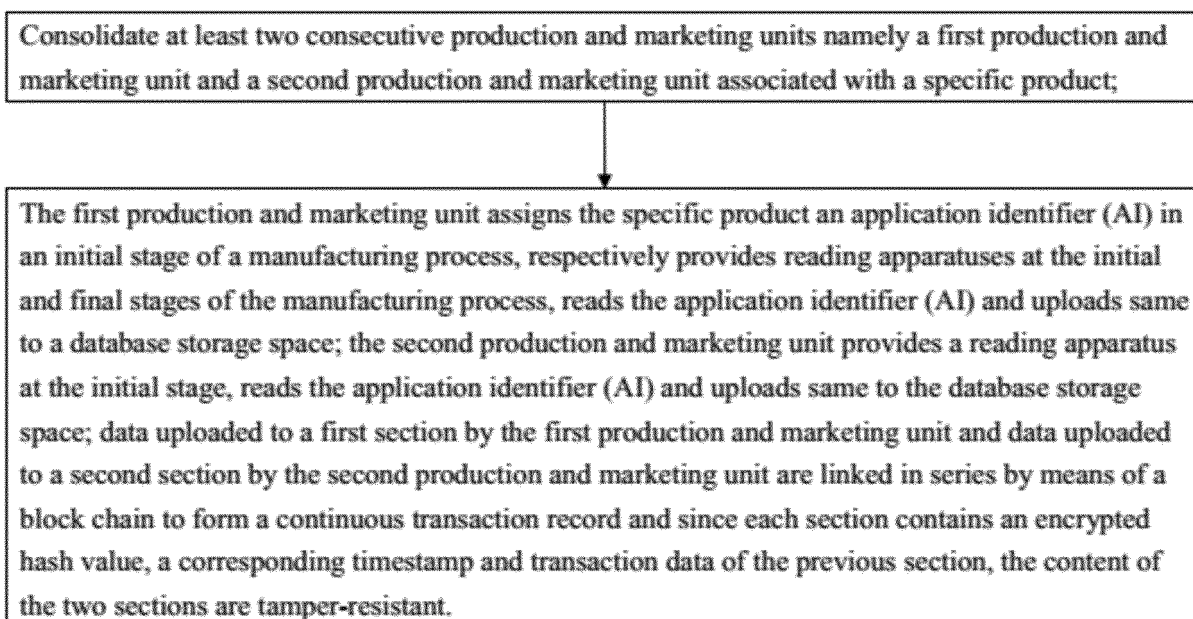 Consolidate at least two consecutive production and marketing units namely a first production and
marketing unit and a second production and marketing unit associated with a specific product;
The first production and marketing unit assigns the specific product an application identifier (AI) in
an initial stage of a manufacturing process, respectively provides reading apparatuses at the initial
and final stages of the manufacturing process, reads the application identifier (AI) and uploads same
to a database storage space; the second production and marketing unit provides a reading apparatus
at the initial stage, reads the application identifier (AI) and uploads same to the database storage
space; data uploaded to a first section by the first production and marketing unit and data uploaded
to a second section by the second production and marketing unit are linked in series by means of a
block chain to form a continuous transaction record and since each section contains an encrypted
hash value, a corresponding timestamp and transaction data of the previous section, the content of
the two sections are tamper-resistant.